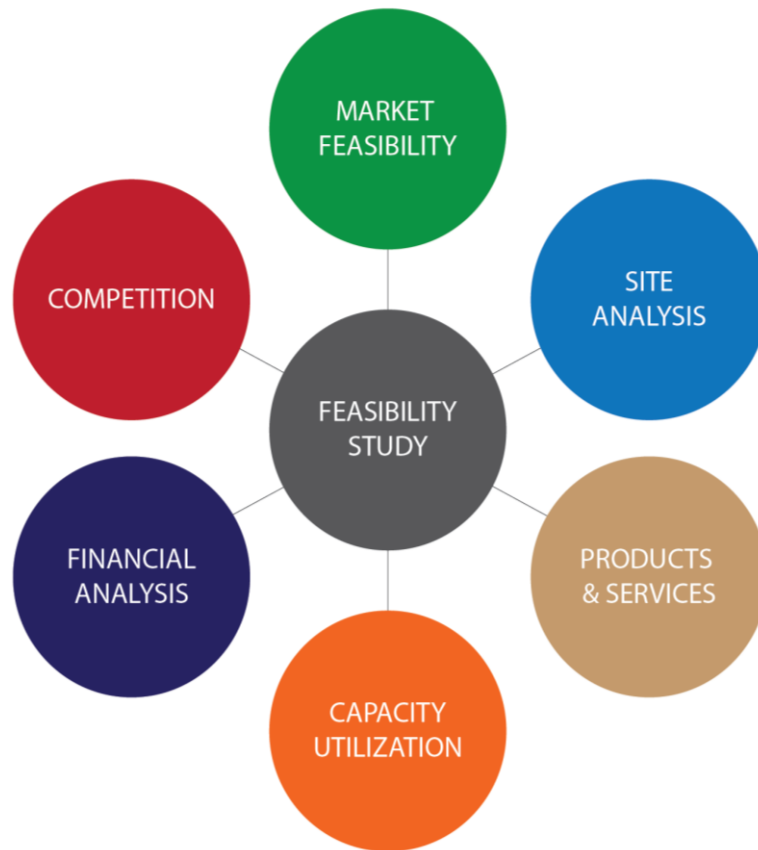 MARKET
FEASIBILITY
COMPETITION
SITE
ANALYSIS
FEASIBILITY
STUDY
FINANCIAL
ANALYSIS
PRODUCTS
& SERVICES
CAPACITY
UTILIZATION